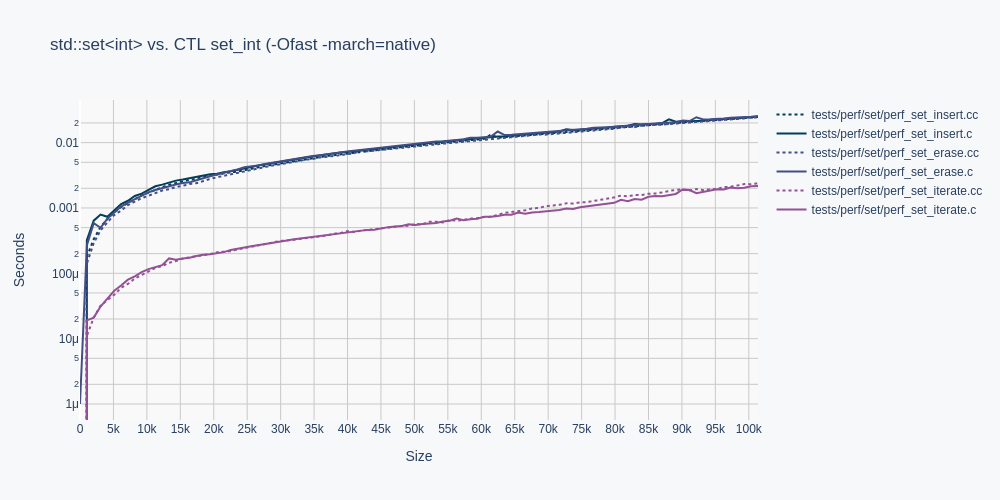 std::set<int> vs. CTL set_int (-Ofast -march=native)
tests/perf/set/perf_set_insert.cc
tests/perf/set/perf_set_insert.c
tests/perf/set/perf_set_erase.cc
tests/perf/set/perf_set_erase.c
tests/perf/set/perf_set_iterate.cc
tests/perf/set/perf_set_iterate.c
Seconds
2
0.01
5
2
0.001
5
2
100μ
5
2
10μ
5
2
1μ
0 5k 10k 15k 20k 25k 30k 35k 40k 45k 50k 55k 60k 65k 70k 75k 80k 85k 90k 95k 100k
Size